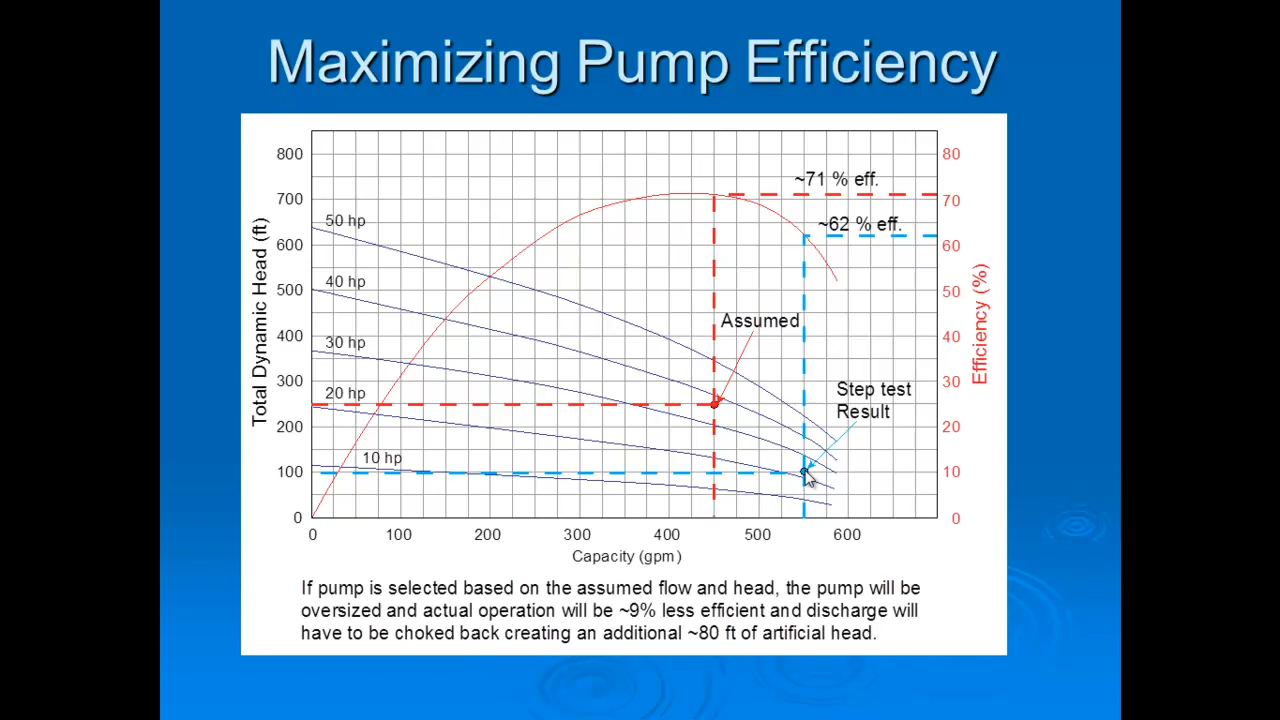 Maximizing Pump Efficiency
800
700
600
500
400
300
200
100
0
Total Dynamic Head (ft)
50 hp
40 hp
30 hp
20 hp
10 hp
~71 % eff.
~62 % eff.
Assumed
Step test
Result
80
70
60
50
40
30
20
10
0
Efficiency (%)
0 100 200 300 400 500 600
Capacity (gpm)
If pump is selected based on the assumed flow and head, the pump will be
oversized and actual operation will be ~9% less efficient and discharge will
have to be choked back creating an additional ~80 ft of artificial head.